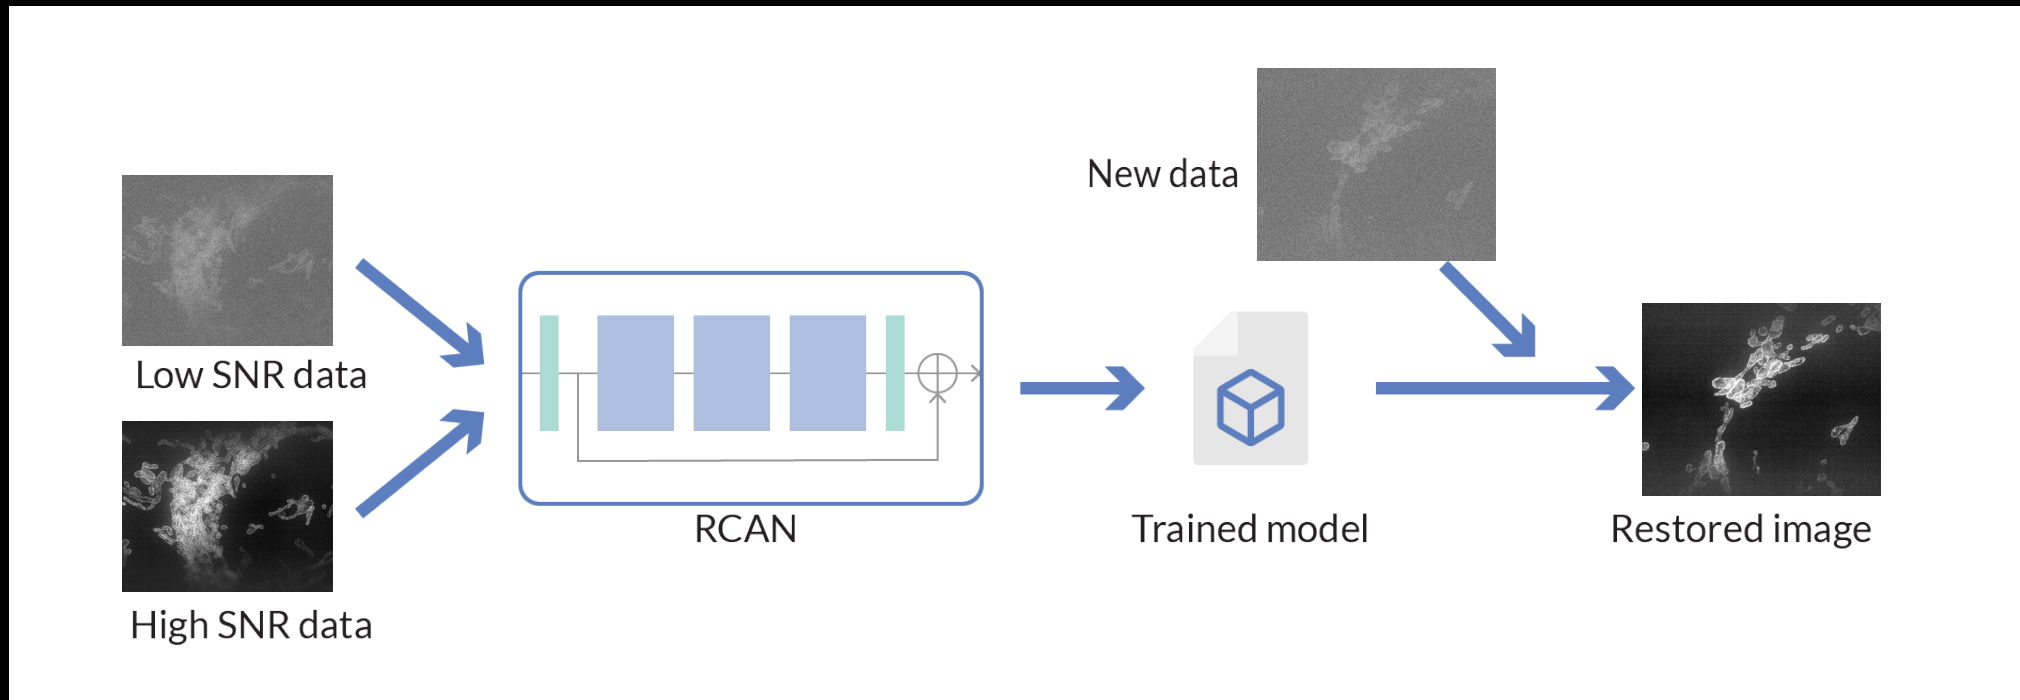 New data
Low SNR data
High SNR data
RCAN
Trained model
Restored image